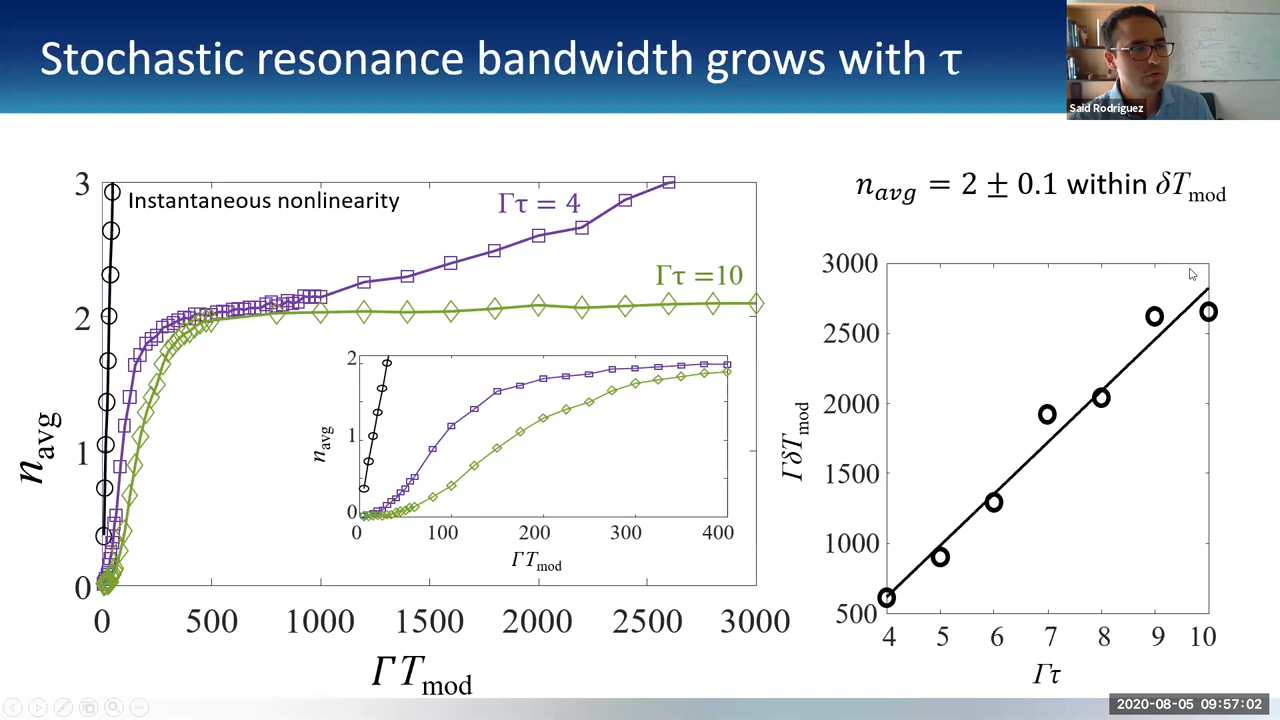 Stochastic resonance bandwidth grows with τ
Said Rodriguez
n_avg = 2 ± 0.1 within δT_mod
3
2
1
0
n_avg
Instantaneous nonlinearity
Γτ = 4
Γτ =10
2
1
0
n_avg
0 100 200 300 400
ΓT_mod
0 500 1000 1500 2000 2500 3000
ΓT_mod
3000
2500
2000
1500
1000
500
ΓδT_mod
4 5 6 7 8 9 10
Γτ
2020-08-05 09:57:02